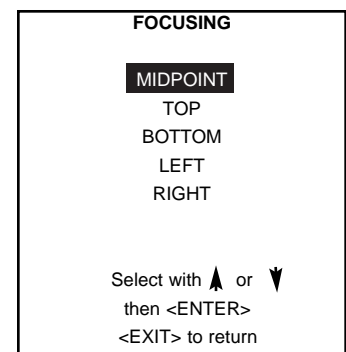 FOCUSING
MIDPOINT
TOP
BOTTOM
LEFT
RIGHT
Select with or
then <ENTER>
<EXIT> to return